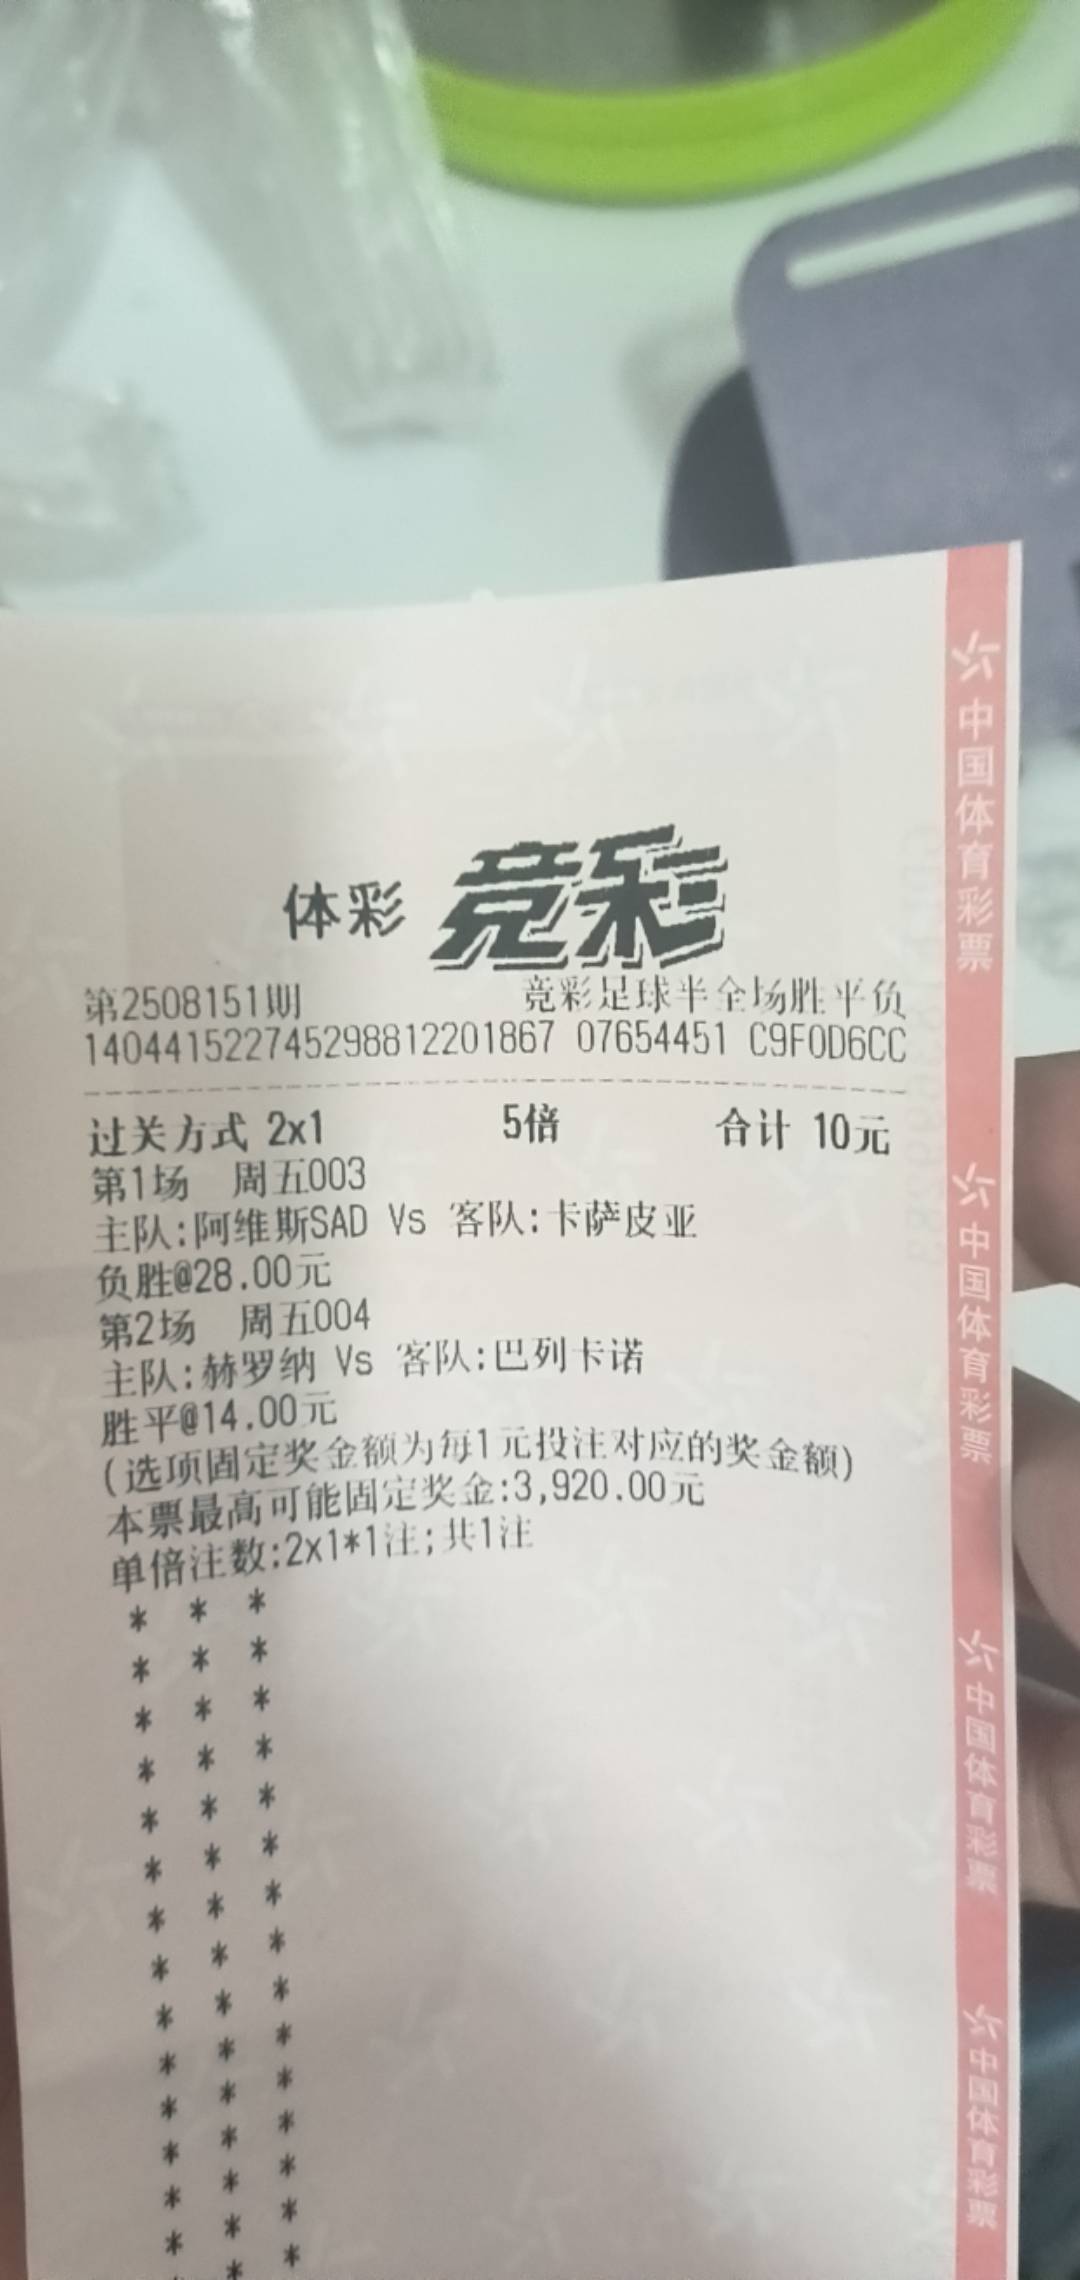 体彩 竞彩
第2508151期 竞彩足球半全场胜平负
140441522745298812201867 07654451 C9F0D6CC
过关方式 2x1 5倍 合计 10元
第1场 周五003
主队:阿维斯SAD Vs 客队:卡萨皮亚
负胜@28.00元
第2场 周五004
主队:赫罗纳 Vs 客队:巴列卡诺
胜平@14.00元
(选项固定奖金额为每1元投注对应的奖金额)
本票最高可能固定奖金:3,920.00元
单倍注数:2x1*1注;共1注
中国体育彩票
中国体育彩票
中国体育彩票
中国体育彩票